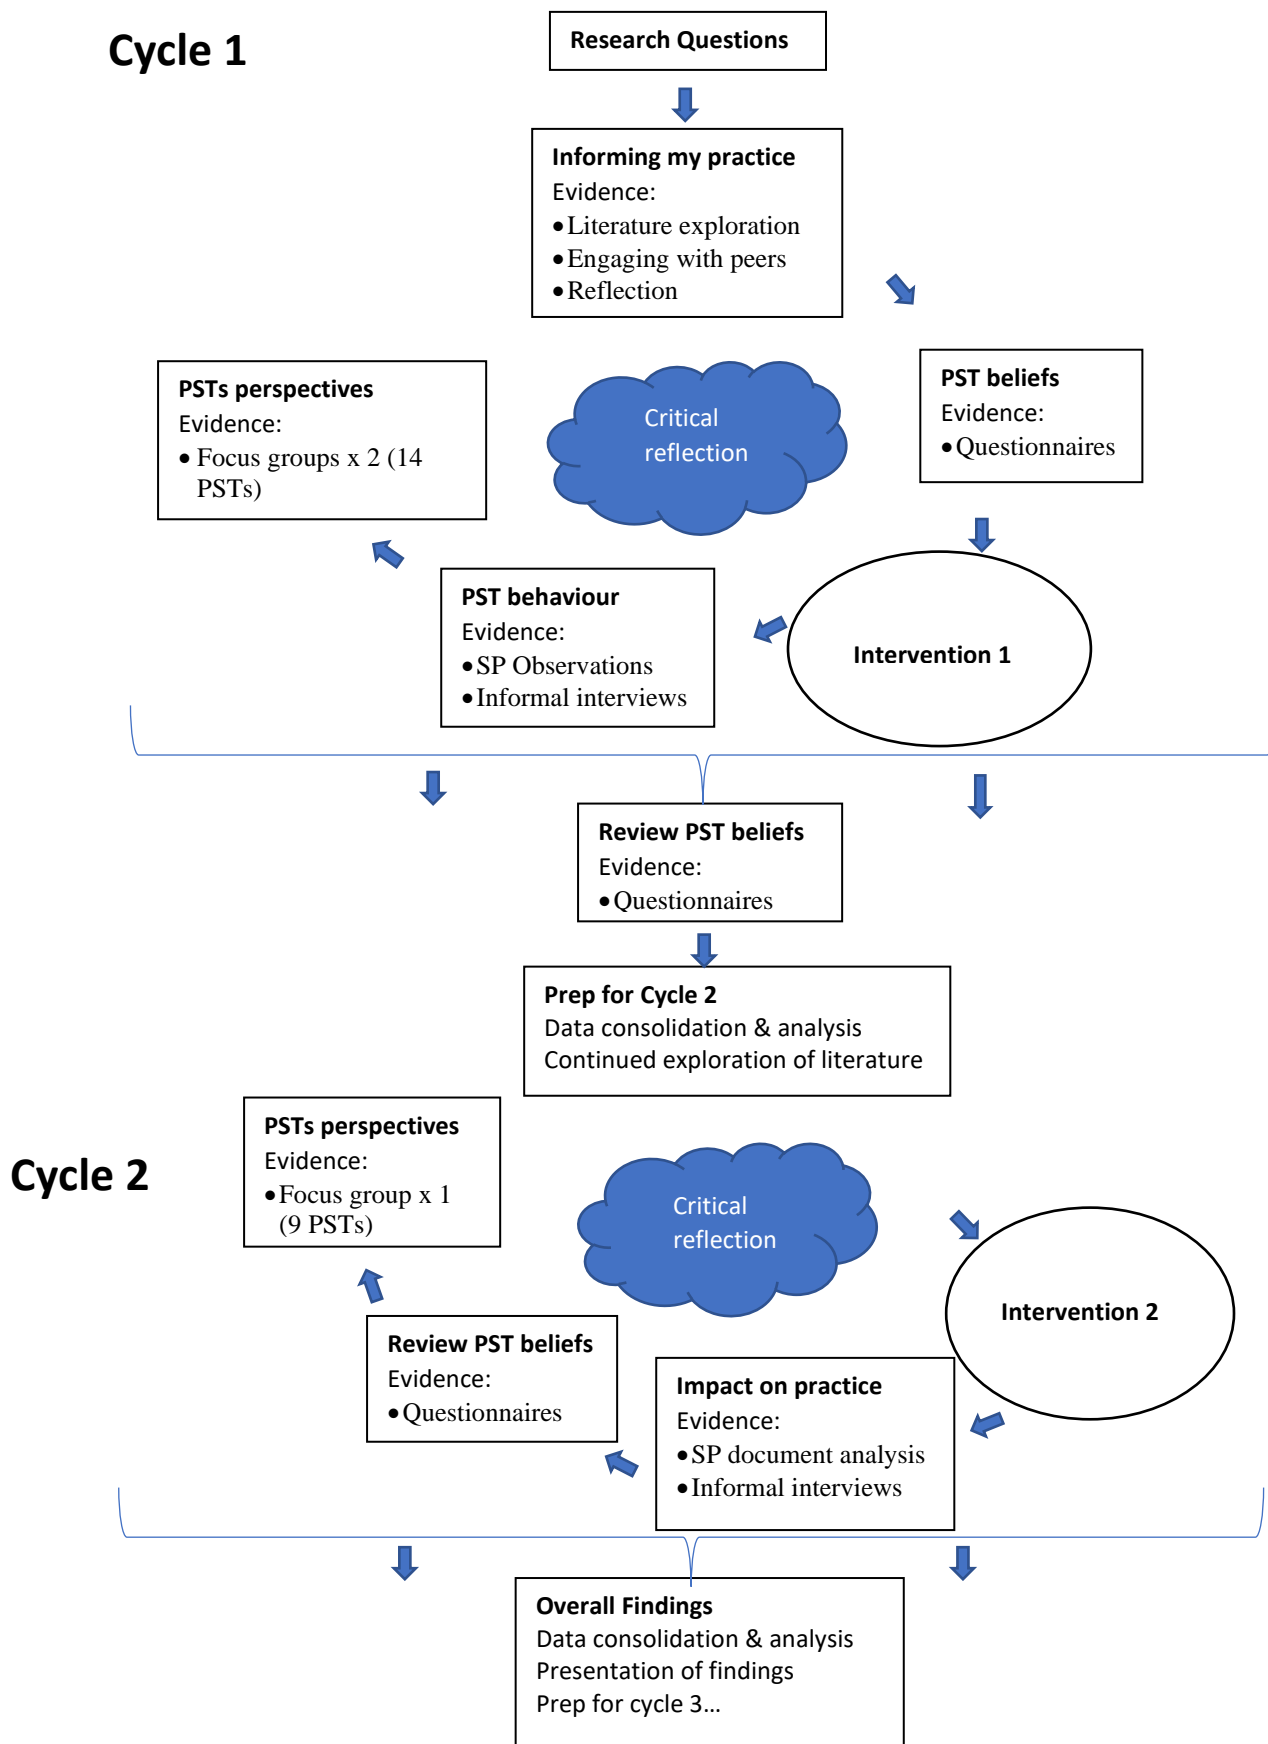 Cycle 1
Research Questions
Informing my practice
Evidence:
•Literature exploration
•Engaging with peers
•Reflection
PSTs perspectives
Evidence:
• Focus groups x 2 (14
PSTs)
Critical
reflection
PST beliefs
Evidence:
•Questionnaires
PST behaviour
Evidence:
•SP Observations
•Informal interviews
Intervention 1
Review PST beliefs
Evidence:
•Questionnaires
Prep for Cycle 2
Data consolidation & analysis
Continued exploration of literature
Cycle 2
PSTs perspectives
Evidence:
•Focus group x 1
(9 PSTs)
Critical
reflection
Intervention 2
Review PST beliefs
Evidence:
•Questionnaires
Impact on practice
Evidence:
•SP document analysis
•Informal interviews
Overall Findings
Data consolidation & analysis
Presentation of findings
Prep for cycle 3…